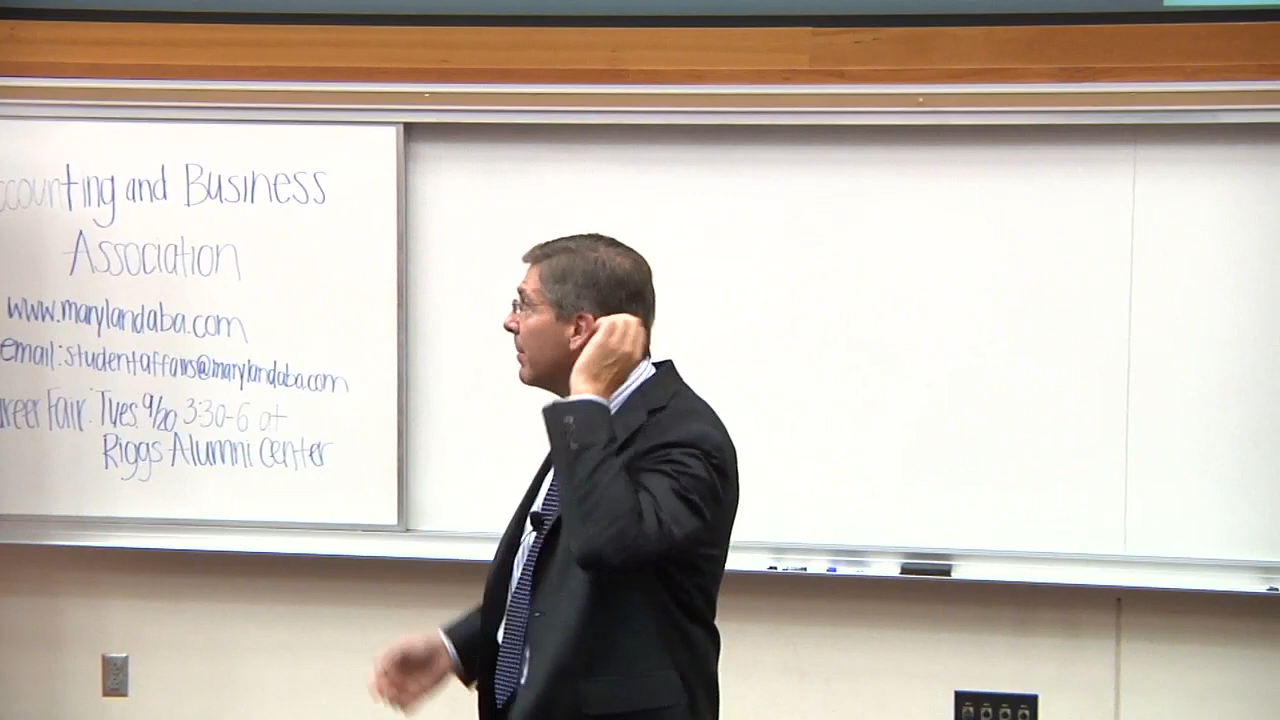 ccounting and Business
Association
www.marylandaba.com
email: studentaffairs@marylandaba.com
reer Fair: Tues 9/20 3:30-6 at
Riggs Alumni Center